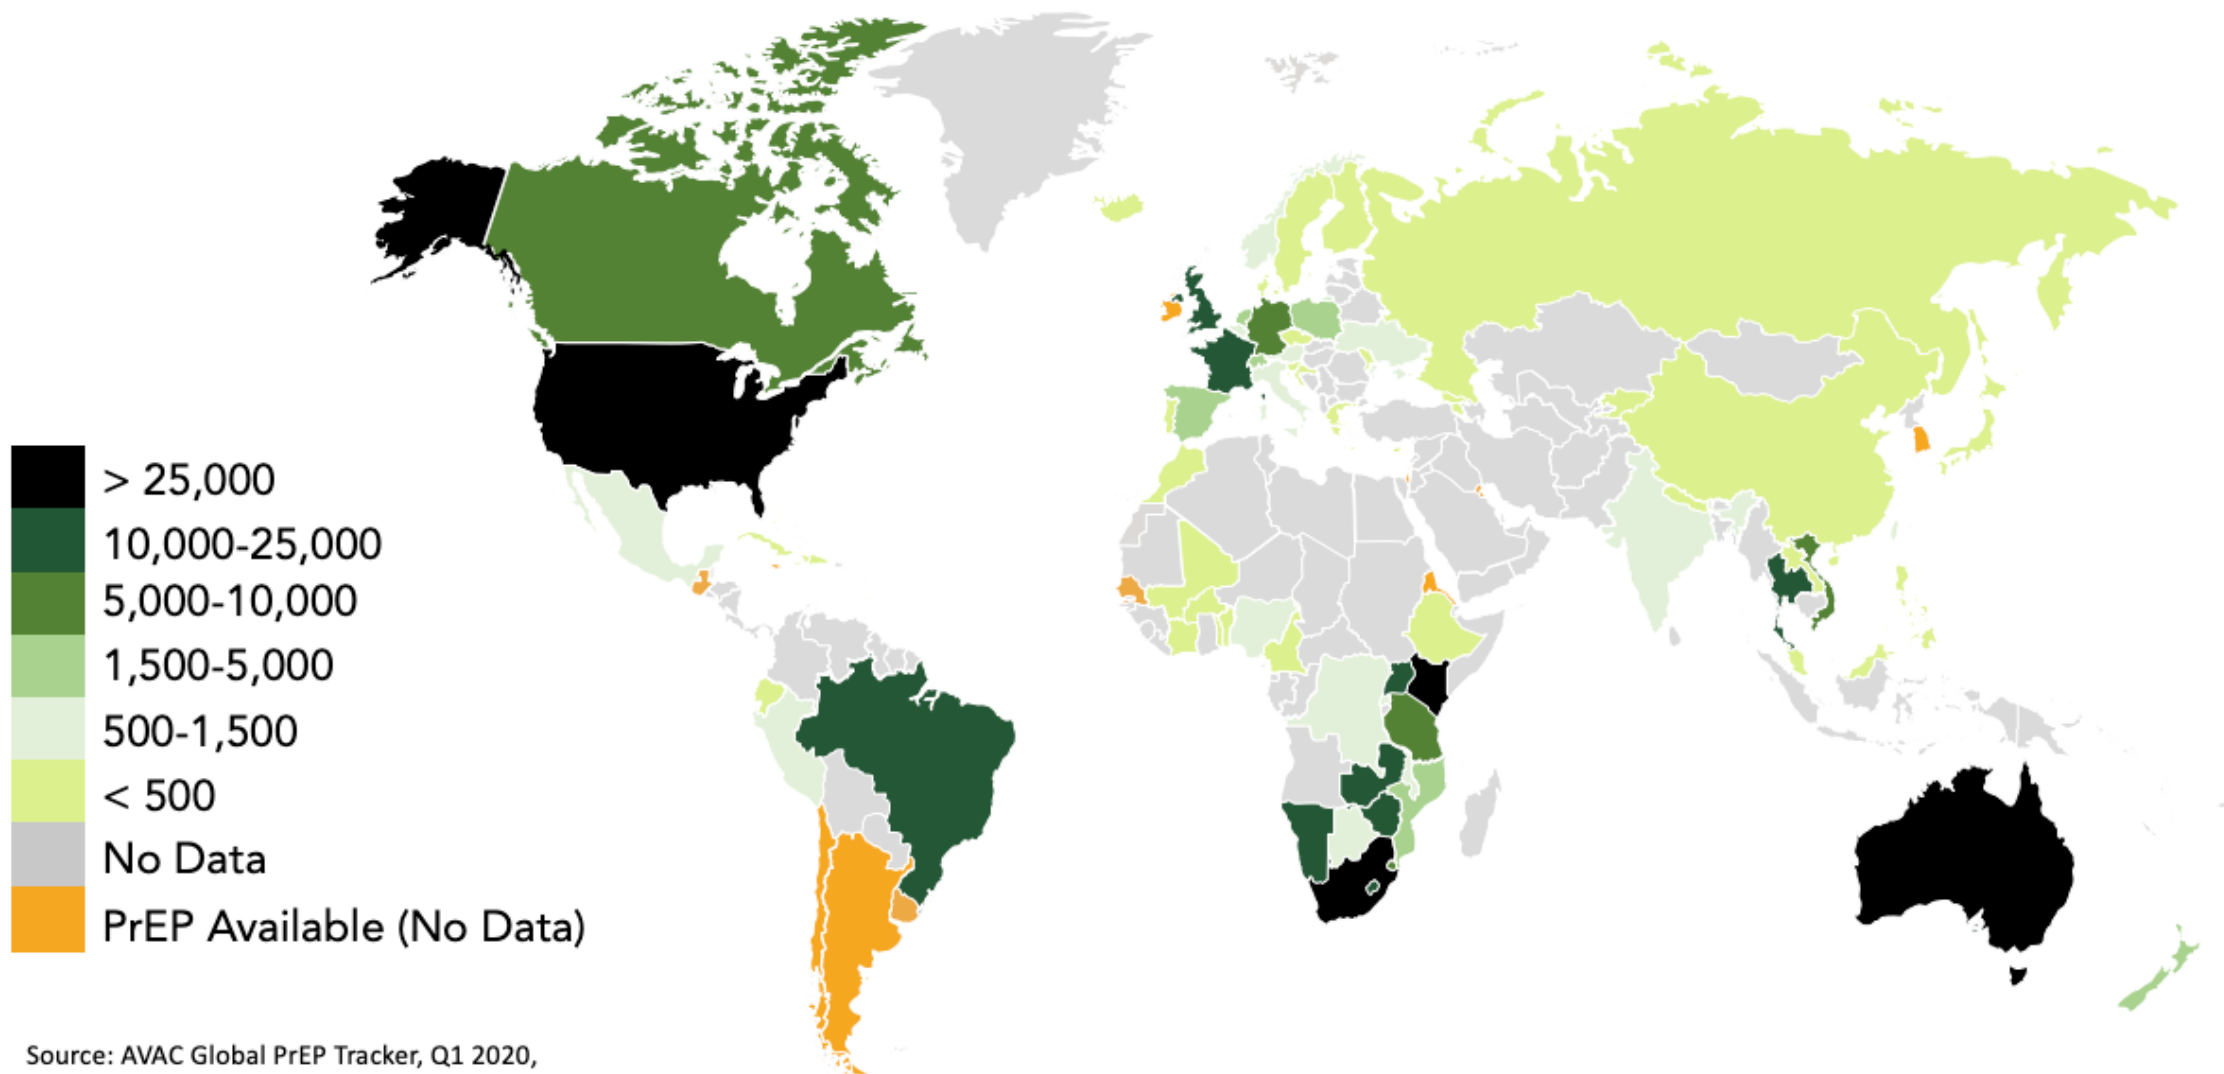 > 25,000
10,000-25,000
5,000-10,000
1,500-5,000
500-1,500
< 500
No Data
PrEP Available (No Data)
Source: AVAC Global PrEP Tracker, Q1 2020,